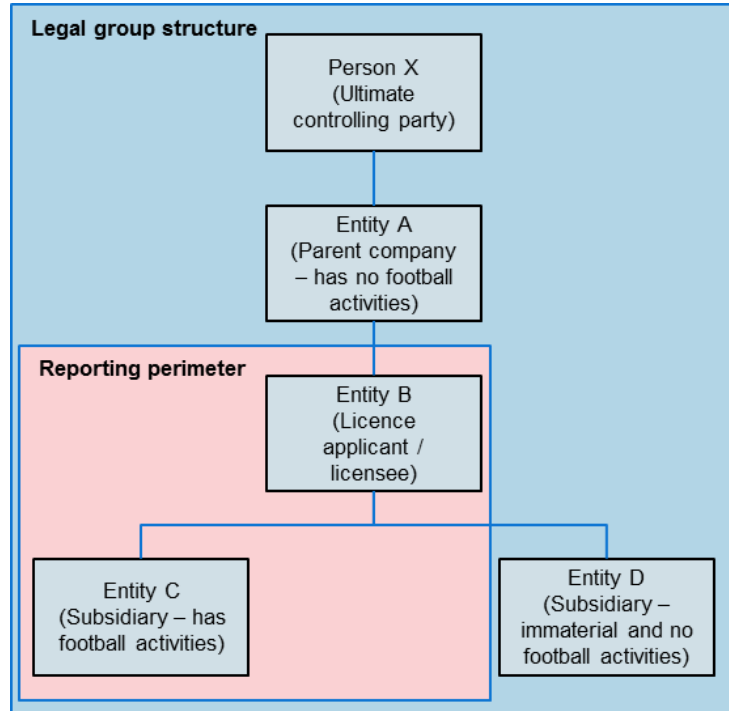 Legal group structure
Person X
(Ultimate
controlling party)
Entity A
(Parent company
– has no football
activities)
Reporting perimeter
Entity B
(Licence
applicant /
licensee)
Entity C
(Subsidiary – has
football activities)
Entity D
(Subsidiary –
immaterial and no
football activities)